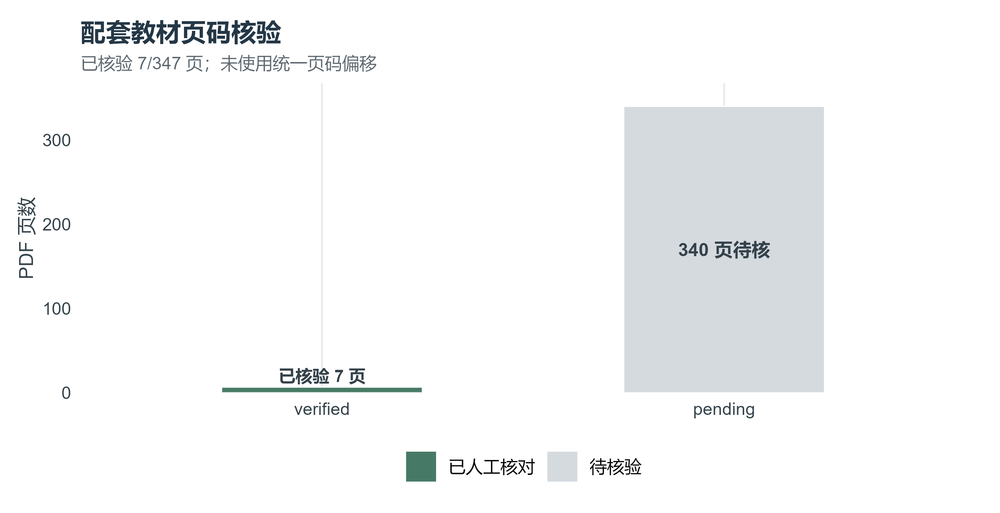 配套教材页码核验
已核验 7/347 页；未使用统一页码偏移
PDF 页数
300
200
100
0
340 页待核
已核验 7 页
verified
pending
已人工核对
待核验